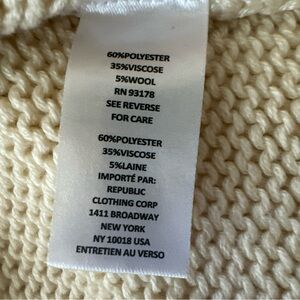 60%POLYESTER
35%VISCOSE
5%WOOL
RN 93178
SEE REVERSE
FOR CARE
60%POLYESTER
35%VISCOSE
5%LAINE
IMPORTÉ PAR:
REPUBLIC
CLOTHING CORP
1411 BROADWAY
NEW YORK
NY 10018 USA
ENTRETIEN AU VERSO